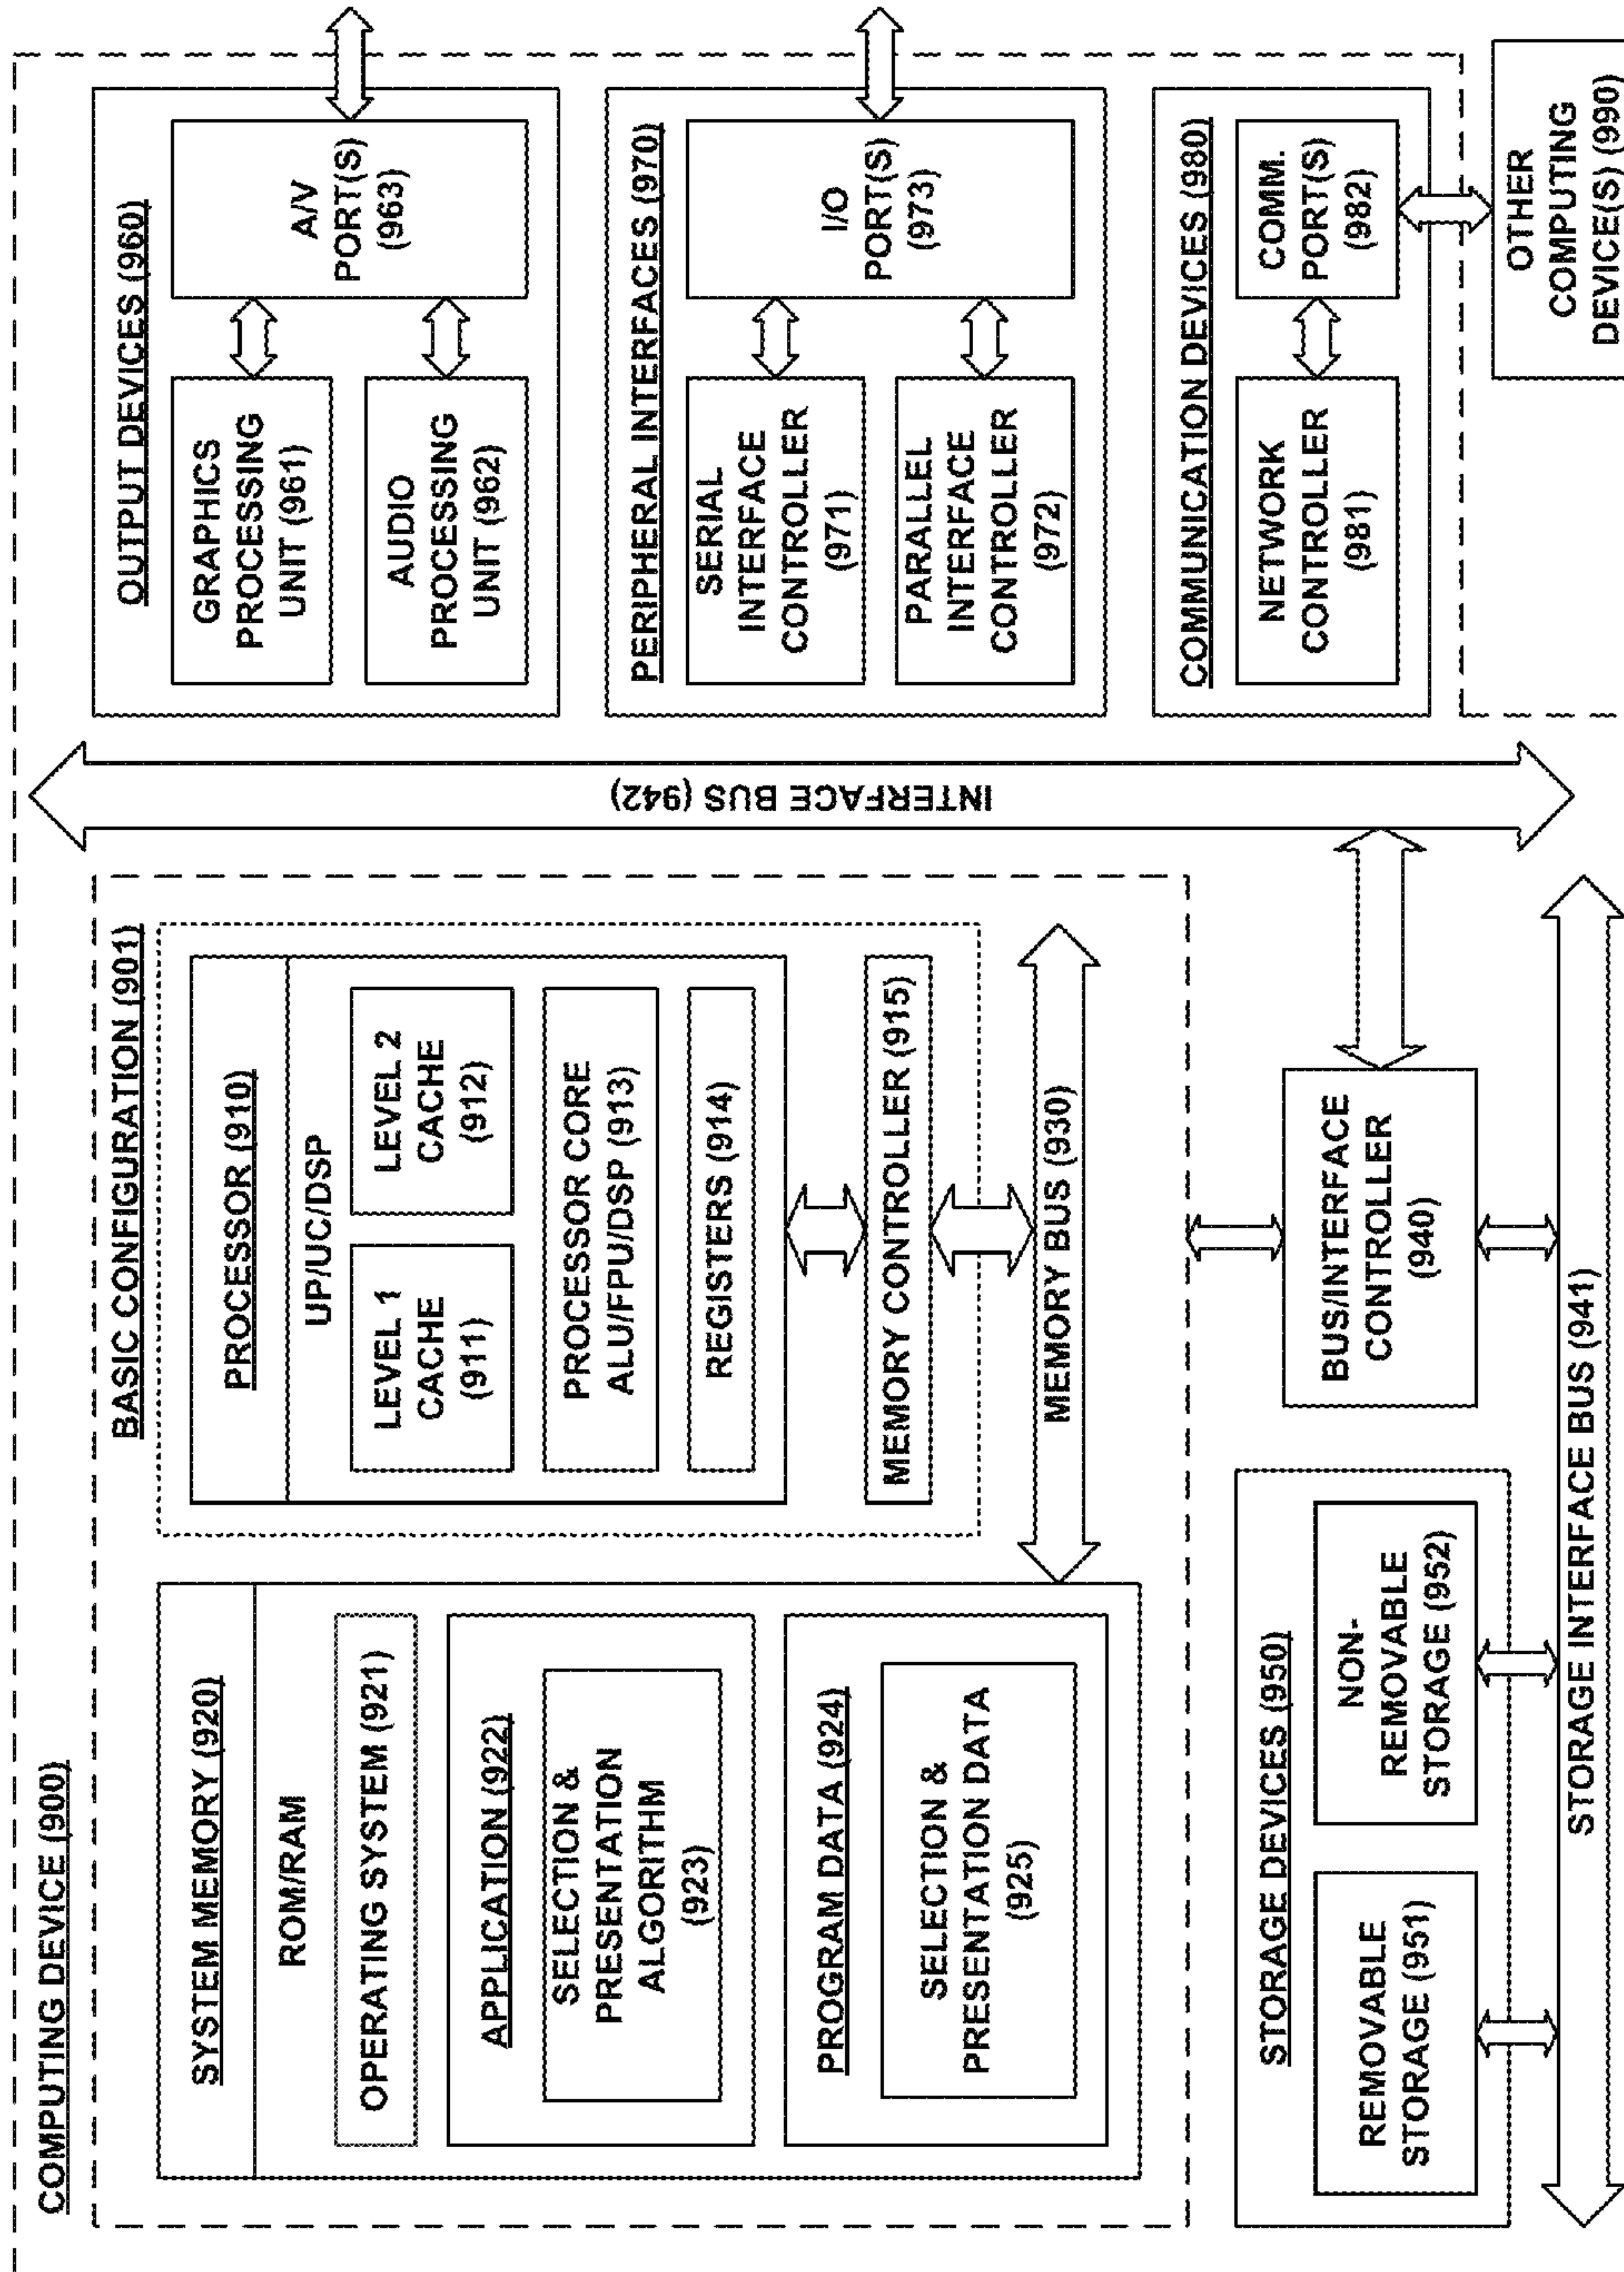 COMPUTING DEVICE (900)
BASIC CONFIGURATION (901)
SYSTEM MEMORY (920)
ROM/RAM
OPERATING SYSTEM (921)
APPLICATION (922)
SELECTION &
PRESENTATION
ALGORITHM
(923)
PROGRAM DATA (924)
SELECTION &
PRESENTATION DATA
(925)
PROCESSOR (910)
UP/UC/DSP
LEVEL 1
CACHE
(911)
LEVEL 2
CACHE
(912)
PROCESSOR CORE
ALU/FPU/DSP (913)
REGISTERS (914)
MEMORY CONTROLLER (915)
MEMORY BUS (930)
BUS/INTERFACE
CONTROLLER
(940)
STORAGE DEVICES (950)
REMOVABLE
STORAGE (951)
NON-
REMOVABLE
STORAGE (952)
STORAGE INTERFACE BUS (941)
INTERFACE BUS (942)
OUTPUT DEVICES (960)
GRAPHICS
PROCESSING
UNIT (961)
AUDIO
PROCESSING
UNIT (962)
A/V
PORT(S)
(963)
PERIPHERAL INTERFACES (970)
SERIAL
INTERFACE
CONTROLLER
(971)
PARALLEL
INTERFACE
CONTROLLER
(972)
I/O
PORT(S)
(973)
COMMUNICATION DEVICES (980)
NETWORK
CONTROLLER
(981)
COMM.
PORT(S)
(982)
OTHER
COMPUTING
DEVICE(S) (990)